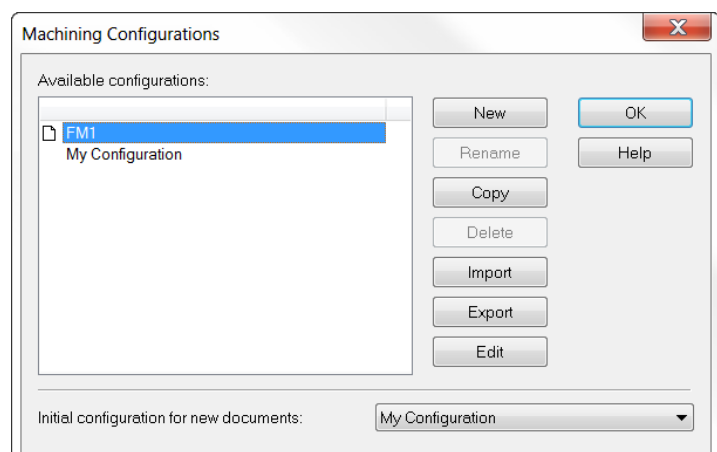 Machining Configurations
Available configurations:
FM1
My Configuration
New
Rename
Copy
Delete
Import
Export
Edit
OK
Help
Initial configuration for new documents:
My Configuration